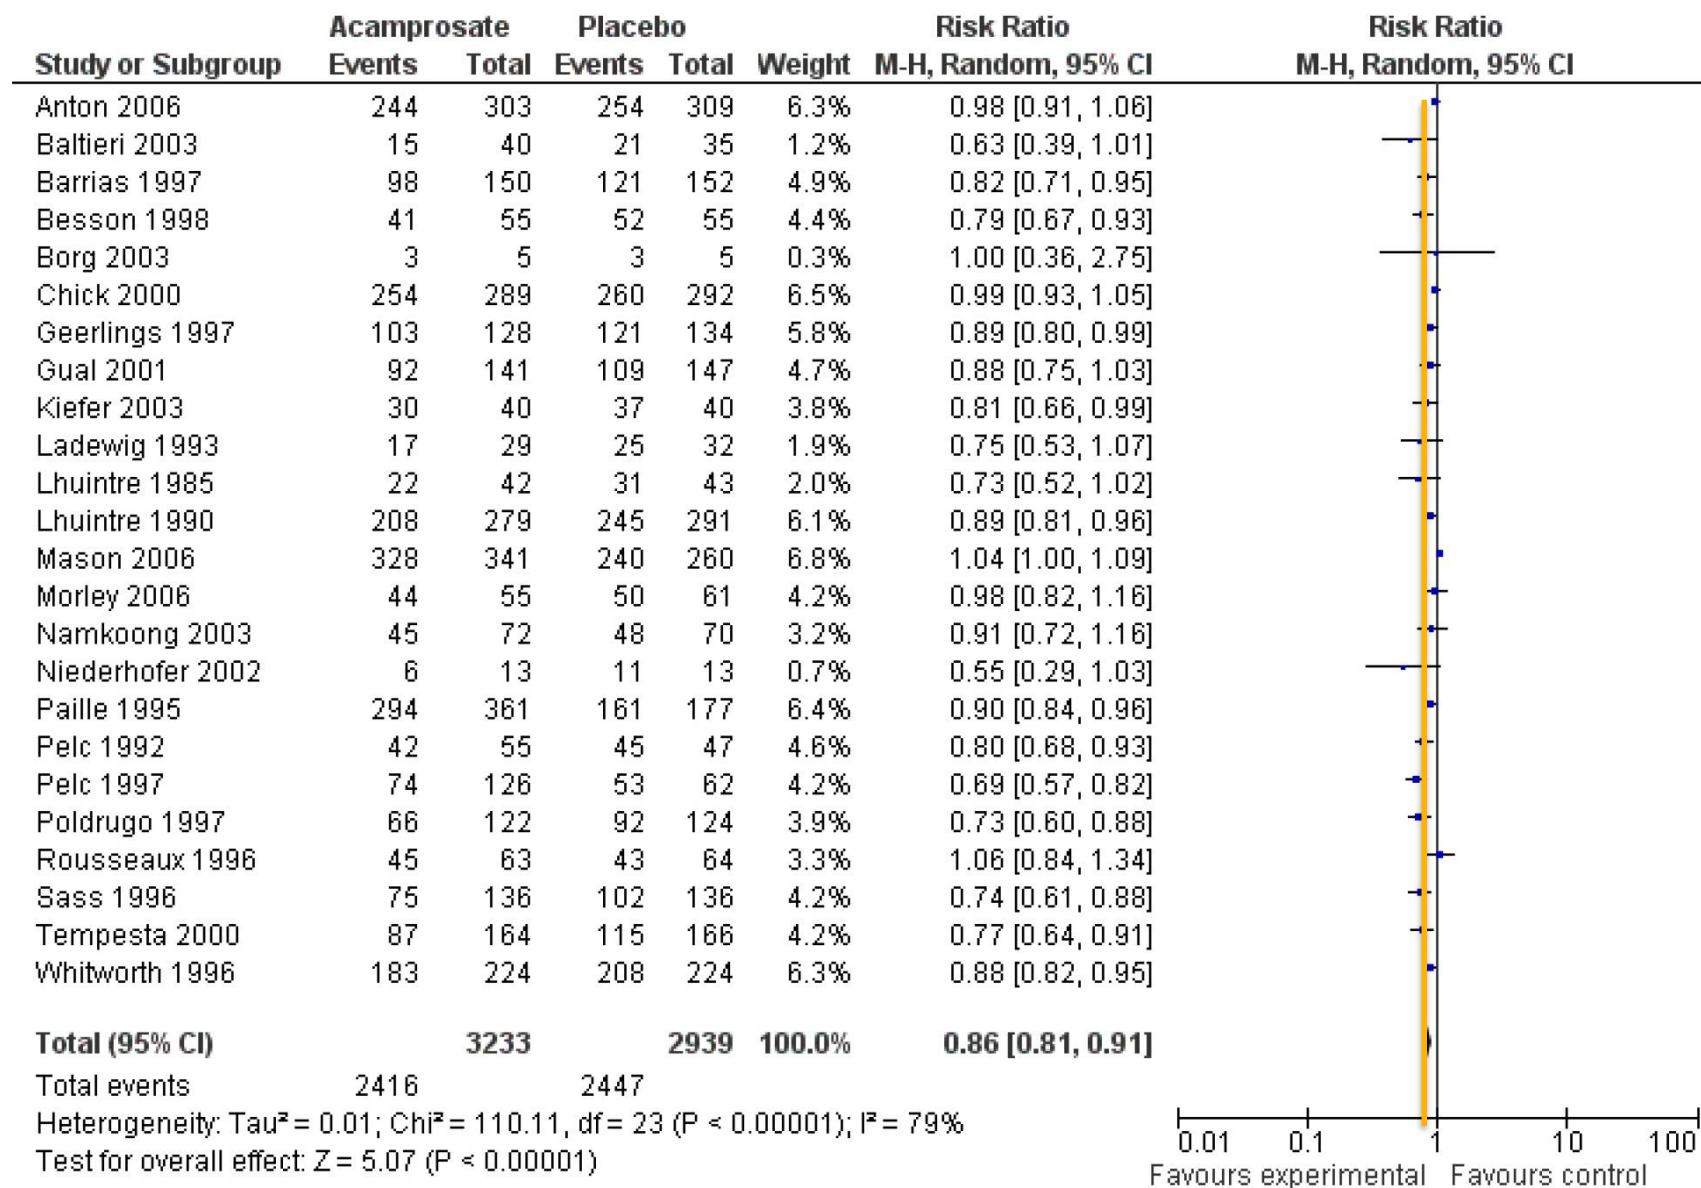 Acamprosate Placebo Risk Ratio Risk Ratio
Study or Subgroup Events Total Events Total Weight M-H, Random, 95% CI M-H, Random, 95% CI
Anton 2006 244 303 254 309 6.3% 0.98 [0.91, 1.06]
Baltieri 2003 15 40 21 35 1.2% 0.63 [0.39, 1.01]
Barrias 1997 98 150 121 152 4.9% 0.82 [0.71, 0.95]
Besson 1998 41 55 52 55 4.4% 0.79 [0.67, 0.93]
Borg 2003 3 5 3 5 0.3% 1.00 [0.36, 2.75]
Chick 2000 254 289 260 292 6.5% 0.99 [0.93, 1.05]
Geerlings 1997 103 128 121 134 5.8% 0.89 [0.80, 0.99]
Gual 2001 92 141 109 147 4.7% 0.88 [0.75, 1.03]
Kiefer 2003 30 40 37 40 3.8% 0.81 [0.66, 0.99]
Ladewig 1993 17 29 25 32 1.9% 0.75 [0.53, 1.07]
Lhuintre 1985 22 42 31 43 2.0% 0.73 [0.52, 1.02]
Lhuintre 1990 208 279 245 291 6.1% 0.89 [0.81, 0.96]
Mason 2006 328 341 240 260 6.8% 1.04 [1.00, 1.09]
Morley 2006 44 55 50 61 4.2% 0.98 [0.82, 1.16]
Namkoong 2003 45 72 48 70 3.2% 0.91 [0.72, 1.16]
Niederhofer 2002 6 13 11 13 0.7% 0.55 [0.29, 1.03]
Paille 1995 294 361 161 177 6.4% 0.90 [0.84, 0.96]
Pelc 1992 42 55 45 47 4.6% 0.80 [0.68, 0.93]
Pelc 1997 74 126 53 62 4.2% 0.69 [0.57, 0.82]
Poldrugo 1997 66 122 92 124 3.9% 0.73 [0.60, 0.88]
Rousseaux 1996 45 63 43 64 3.3% 1.06 [0.84, 1.34]
Sass 1996 75 136 102 136 4.2% 0.74 [0.61, 0.88]
Tempesta 2000 87 164 115 166 4.2% 0.77 [0.64, 0.91]
Whitworth 1996 183 224 208 224 6.3% 0.88 [0.82, 0.95]
Total (95% CI) 3233 2939 100.0% 0.86 [0.81, 0.91]
Total events 2416 2447
Heterogeneity: Tau² = 0.01; Chi² = 110.11, df = 23 (P < 0.00001); I² = 79%
Test for overall effect: Z = 5.07 (P < 0.00001)
0.01 0.1 1 10 100
Favours experimental Favours control